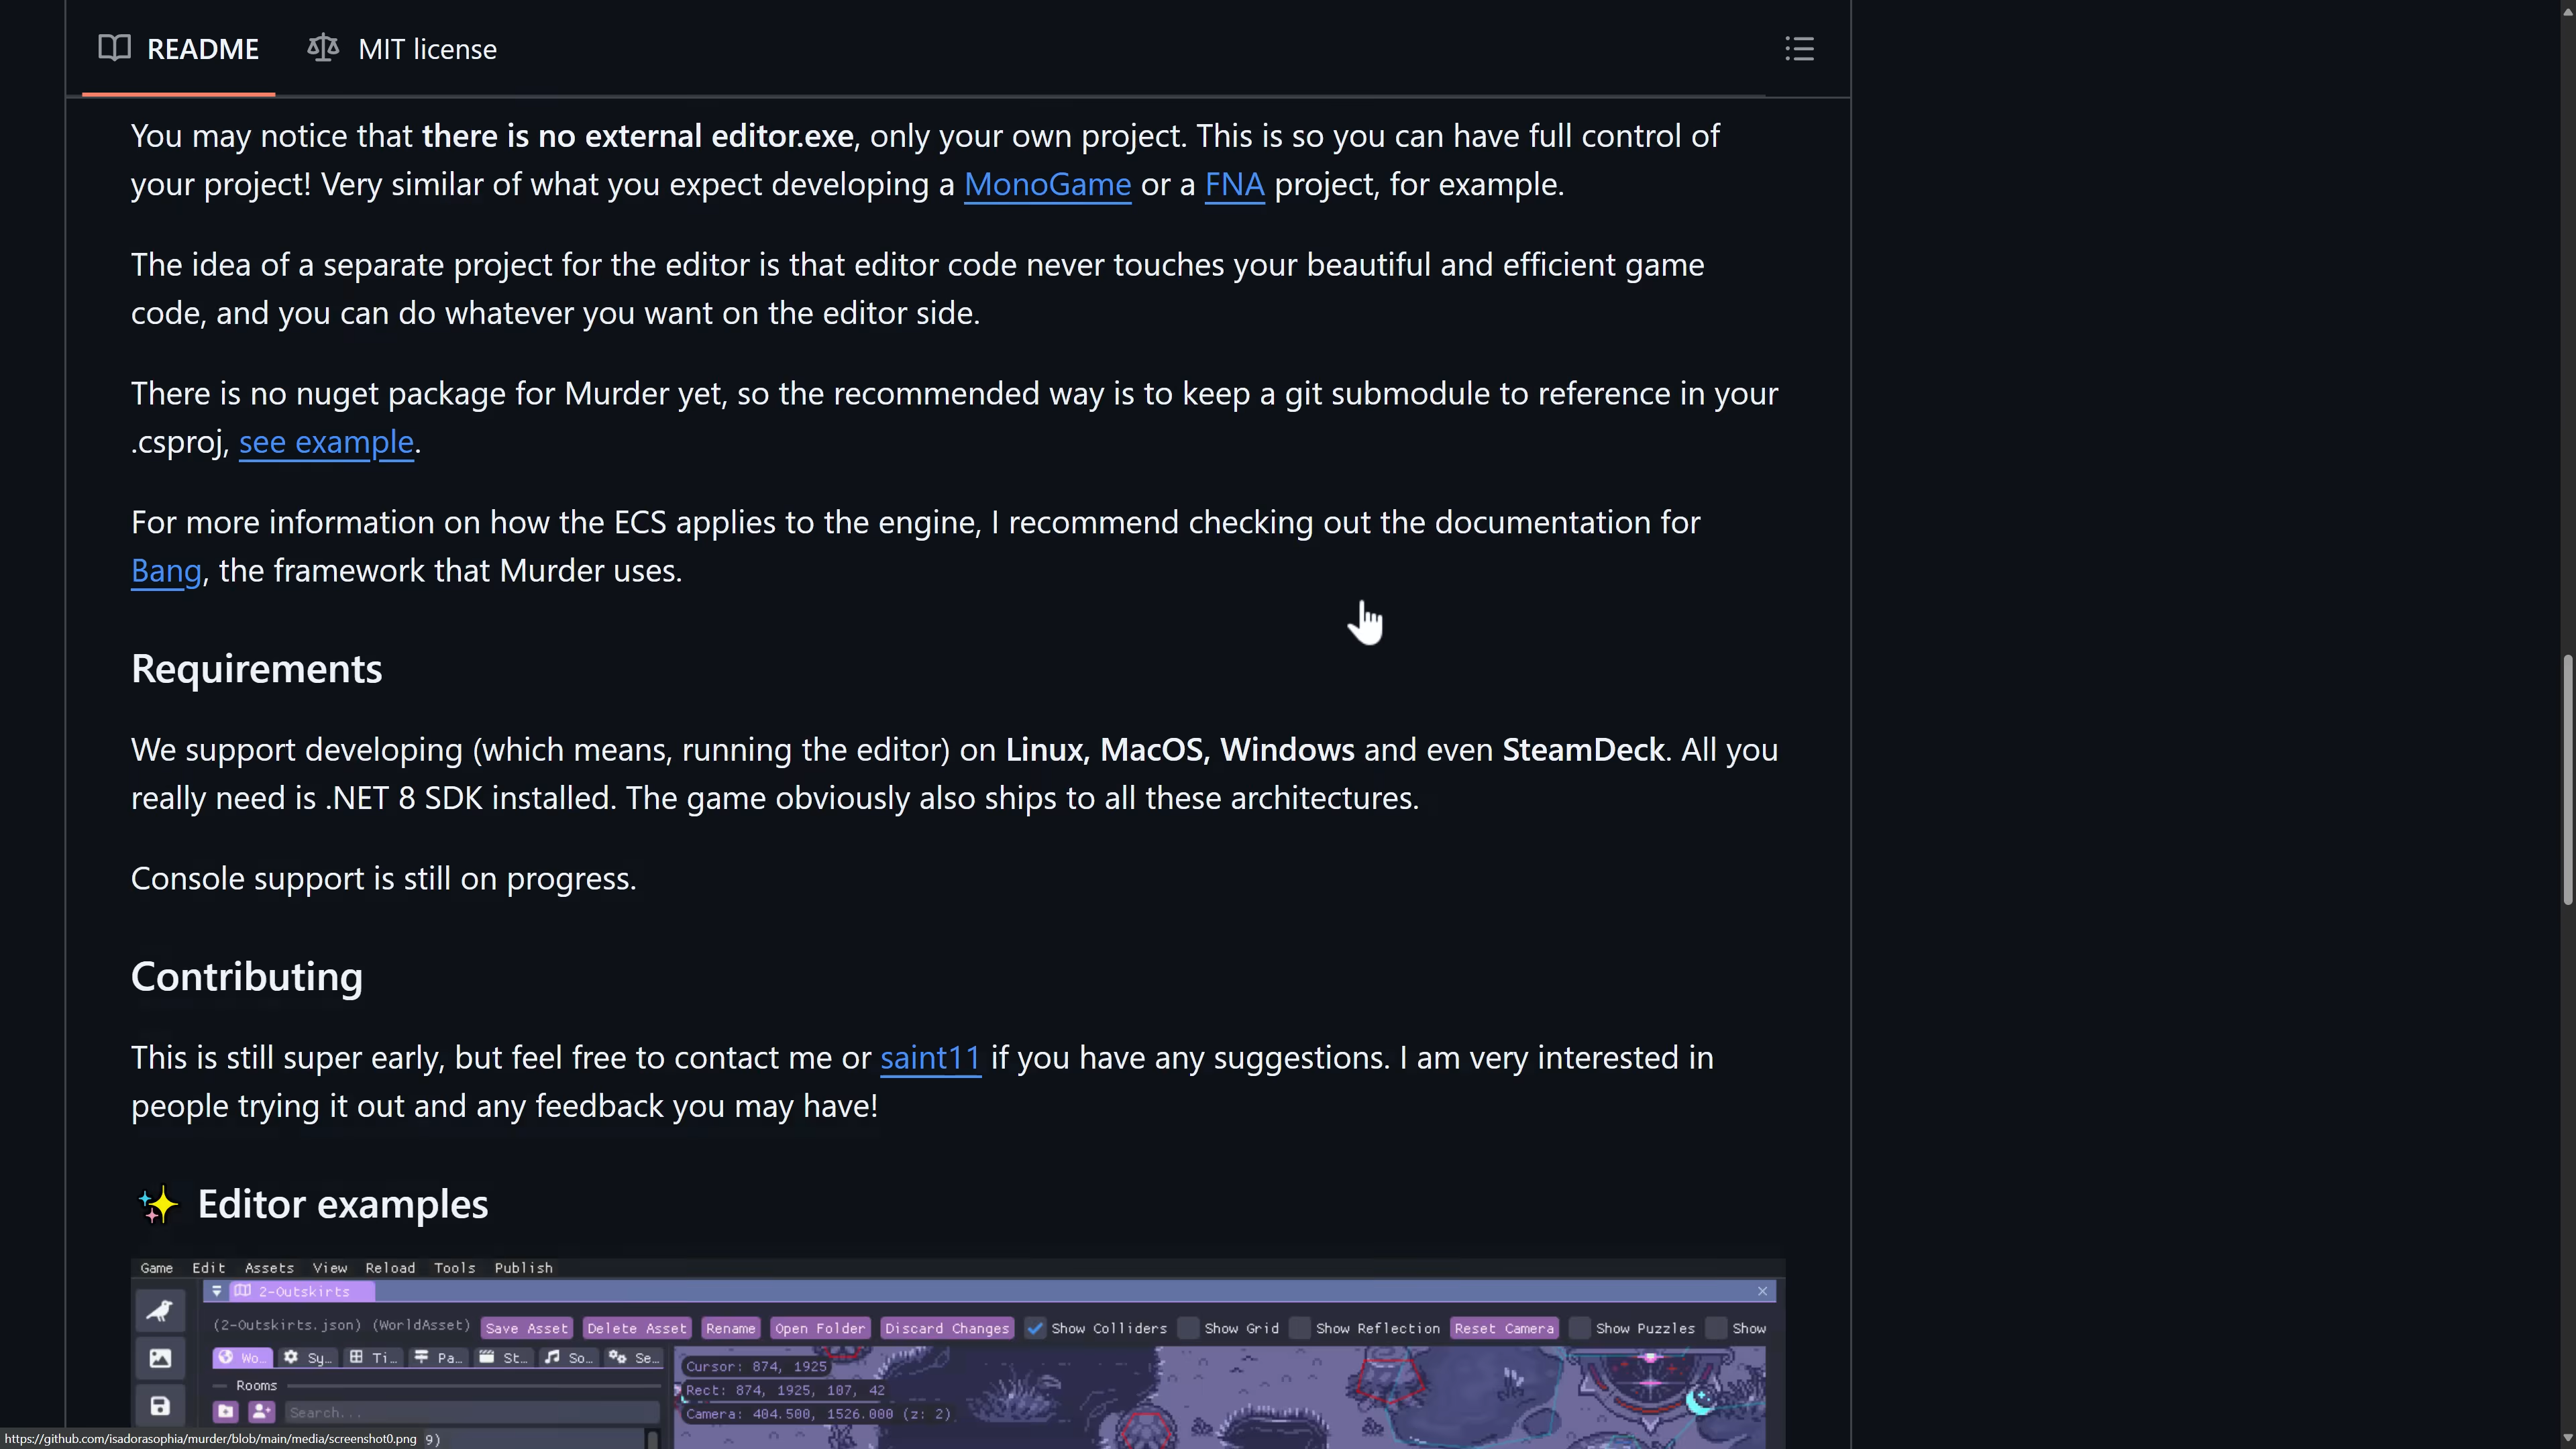 README MIT license
You may notice that there is no external editor.exe, only your own project. This is so you can have full control of
your project! Very similar of what you expect developing a MonoGame or a FNA project, for example.
The idea of a separate project for the editor is that editor code never touches your beautiful and efficient game
code, and you can do whatever you want on the editor side.
There is no nuget package for Murder yet, so the recommended way is to keep a git submodule to reference in your
.csproj, see example.
For more information on how the ECS applies to the engine, I recommend checking out the documentation for
Bang, the framework that Murder uses.
Requirements
We support developing (which means, running the editor) on Linux, MacOS, Windows and even SteamDeck. All you
really need is .NET 8 SDK installed. The game obviously also ships to all these architectures.
Console support is still on progress.
Contributing
This is still super early, but feel free to contact me or saint11 if you have any suggestions. I am very interested in
people trying it out and any feedback you may have!
✨ Editor examples
Game Edit Assets View Reload Tools Publish
2-Outskirts
(2-Outskirts.json) (WorldAsset) Save Asset Delete Asset Rename Open Folder Discard Changes Show Colliders Show Grid Show Reflection Reset Camera Show Puzzles Show
Wo.. Sy.. Ti.. Pa.. St.. So.. Se..
Cursor: 874, 1925
Rooms
Rect: 874, 1925, 107, 42
Search...
Camera: 404.500, 1526.000 (z: 2)
https://github.com/isadorasophia/murder/blob/main/media/screenshot0.png 9)